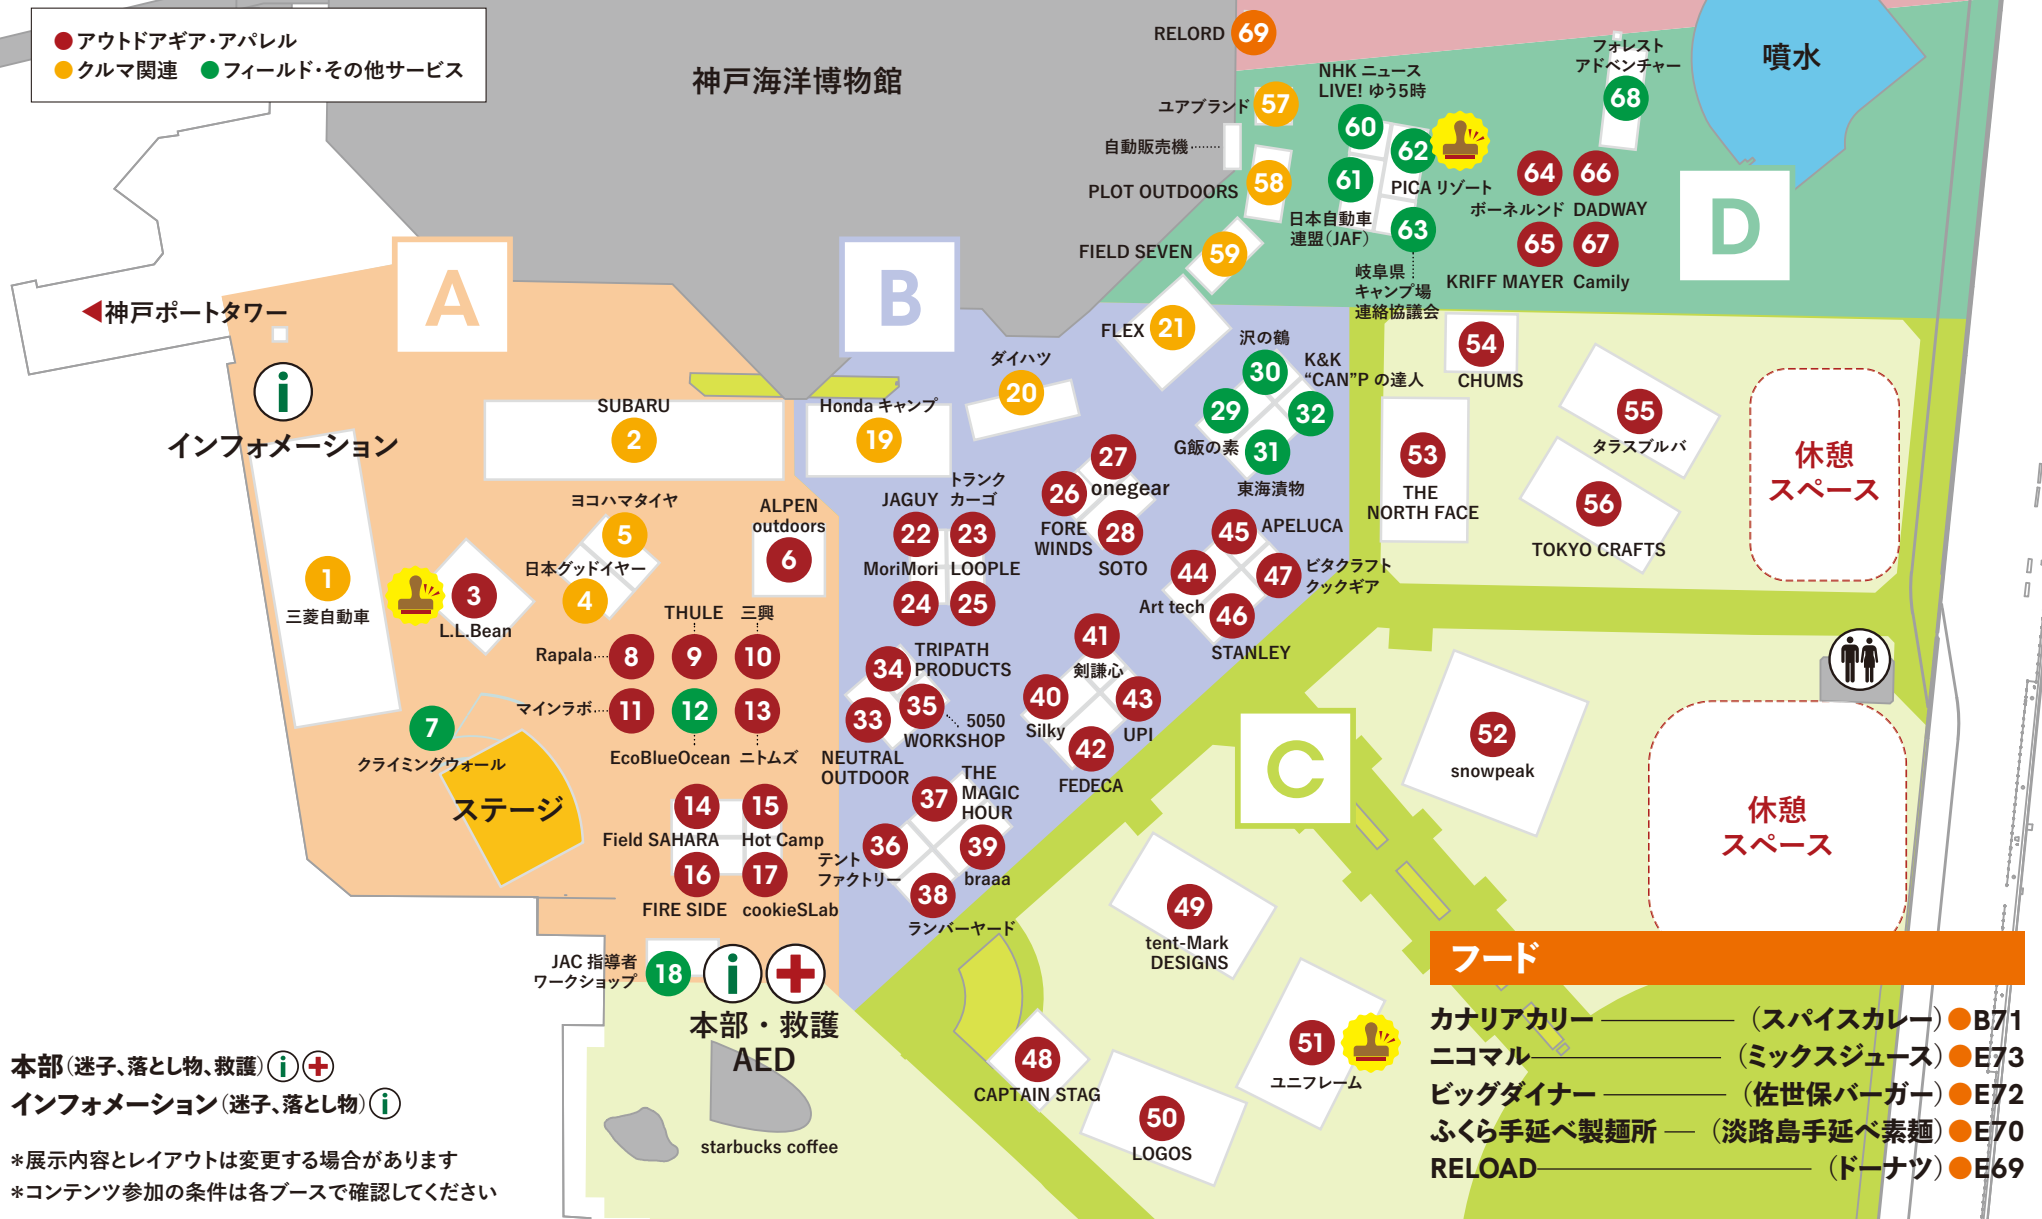 アウトドアギア・アパレル
クルマ関連 フィールド・その他サービス
神戸海洋博物館
RELORD 69
噴水
フォレスト
アドベンチャー
68
NHK ニュース
LIVE! ゆう5時
60
ユアブランド 57
自動販売機
62
PICA リゾート
61
日本自動車
連盟(JAF)
PLOT OUTDOORS 58
63
岐阜県
キャンプ場
連絡協議会
64 66
ボーネルンド DADWAY
65 67
KRIFF MAYER Camily
D
FIELD SEVEN 59
A
B
神戸ポートタワー
i
インフォメーション
FLEX 21
沢の鶴
30
K&K
“CAN”P の達人
29
32
G飯の素
31
東海漬物
ダイハツ
20
SUBARU
2
Honda キャンプ
19
54
CHUMS
55
タラスブルバ
53
THE
NORTH FACE
56
TOKYO CRAFTS
休憩
スペース
1
三菱自動車
3
L.L.Bean
ヨコハマタイヤ
5
日本グッドイヤー
4
ALPEN
outdoors
6
JAGUY
22
トランク
カーゴ
23
MoriMori LOOPLE
24 25
27
onegear
26
FORE
WINDS
28
SOTO
45 APELUCA
44
Art tech
47 ビタクラフト
クックギア
46
STANLEY
THULE 三興
Rapala 8 9 10
マインラボ 11 12 13
EcoBlueOcean ニトムズ
7
クライミングウォール
ステージ
34 TRIPATH
PRODUCTS
35
5050
WORKSHOP
33
NEUTRAL
OUTDOOR
41
剣謙心
40
Silky
43
UPI
42
FEDECA
C
52
snowpeak
休憩
スペース
14 15
Field SAHARA Hot Camp
16 17
FIRE SIDE cookieSLab
37
THE
MAGIC
HOUR
36
テント
ファクトリー
39
braaa
38
ランバーヤード
JAC 指導者
ワークショップ
18 i
本部・救護
AED
49
tent-Mark
DESIGNS
48
CAPTAIN STAG
50
LOGOS
51
ユニフレーム
starbucks coffee
本部(迷子、落とし物、救護) i
インフォメーション(迷子、落とし物) i
*展示内容とレイアウトは変更する場合があります
*コンテンツ参加の条件は各ブースで確認してください
フード
カナリアカリー (スパイスカレー) B71
ニコマル (ミックスジュース) E73
ビッグダイナー (佐世保バーガー) E72
ふくら手延べ製麺所 (淡路島手延べ素麺) E70
RELOAD (ドーナツ) E69